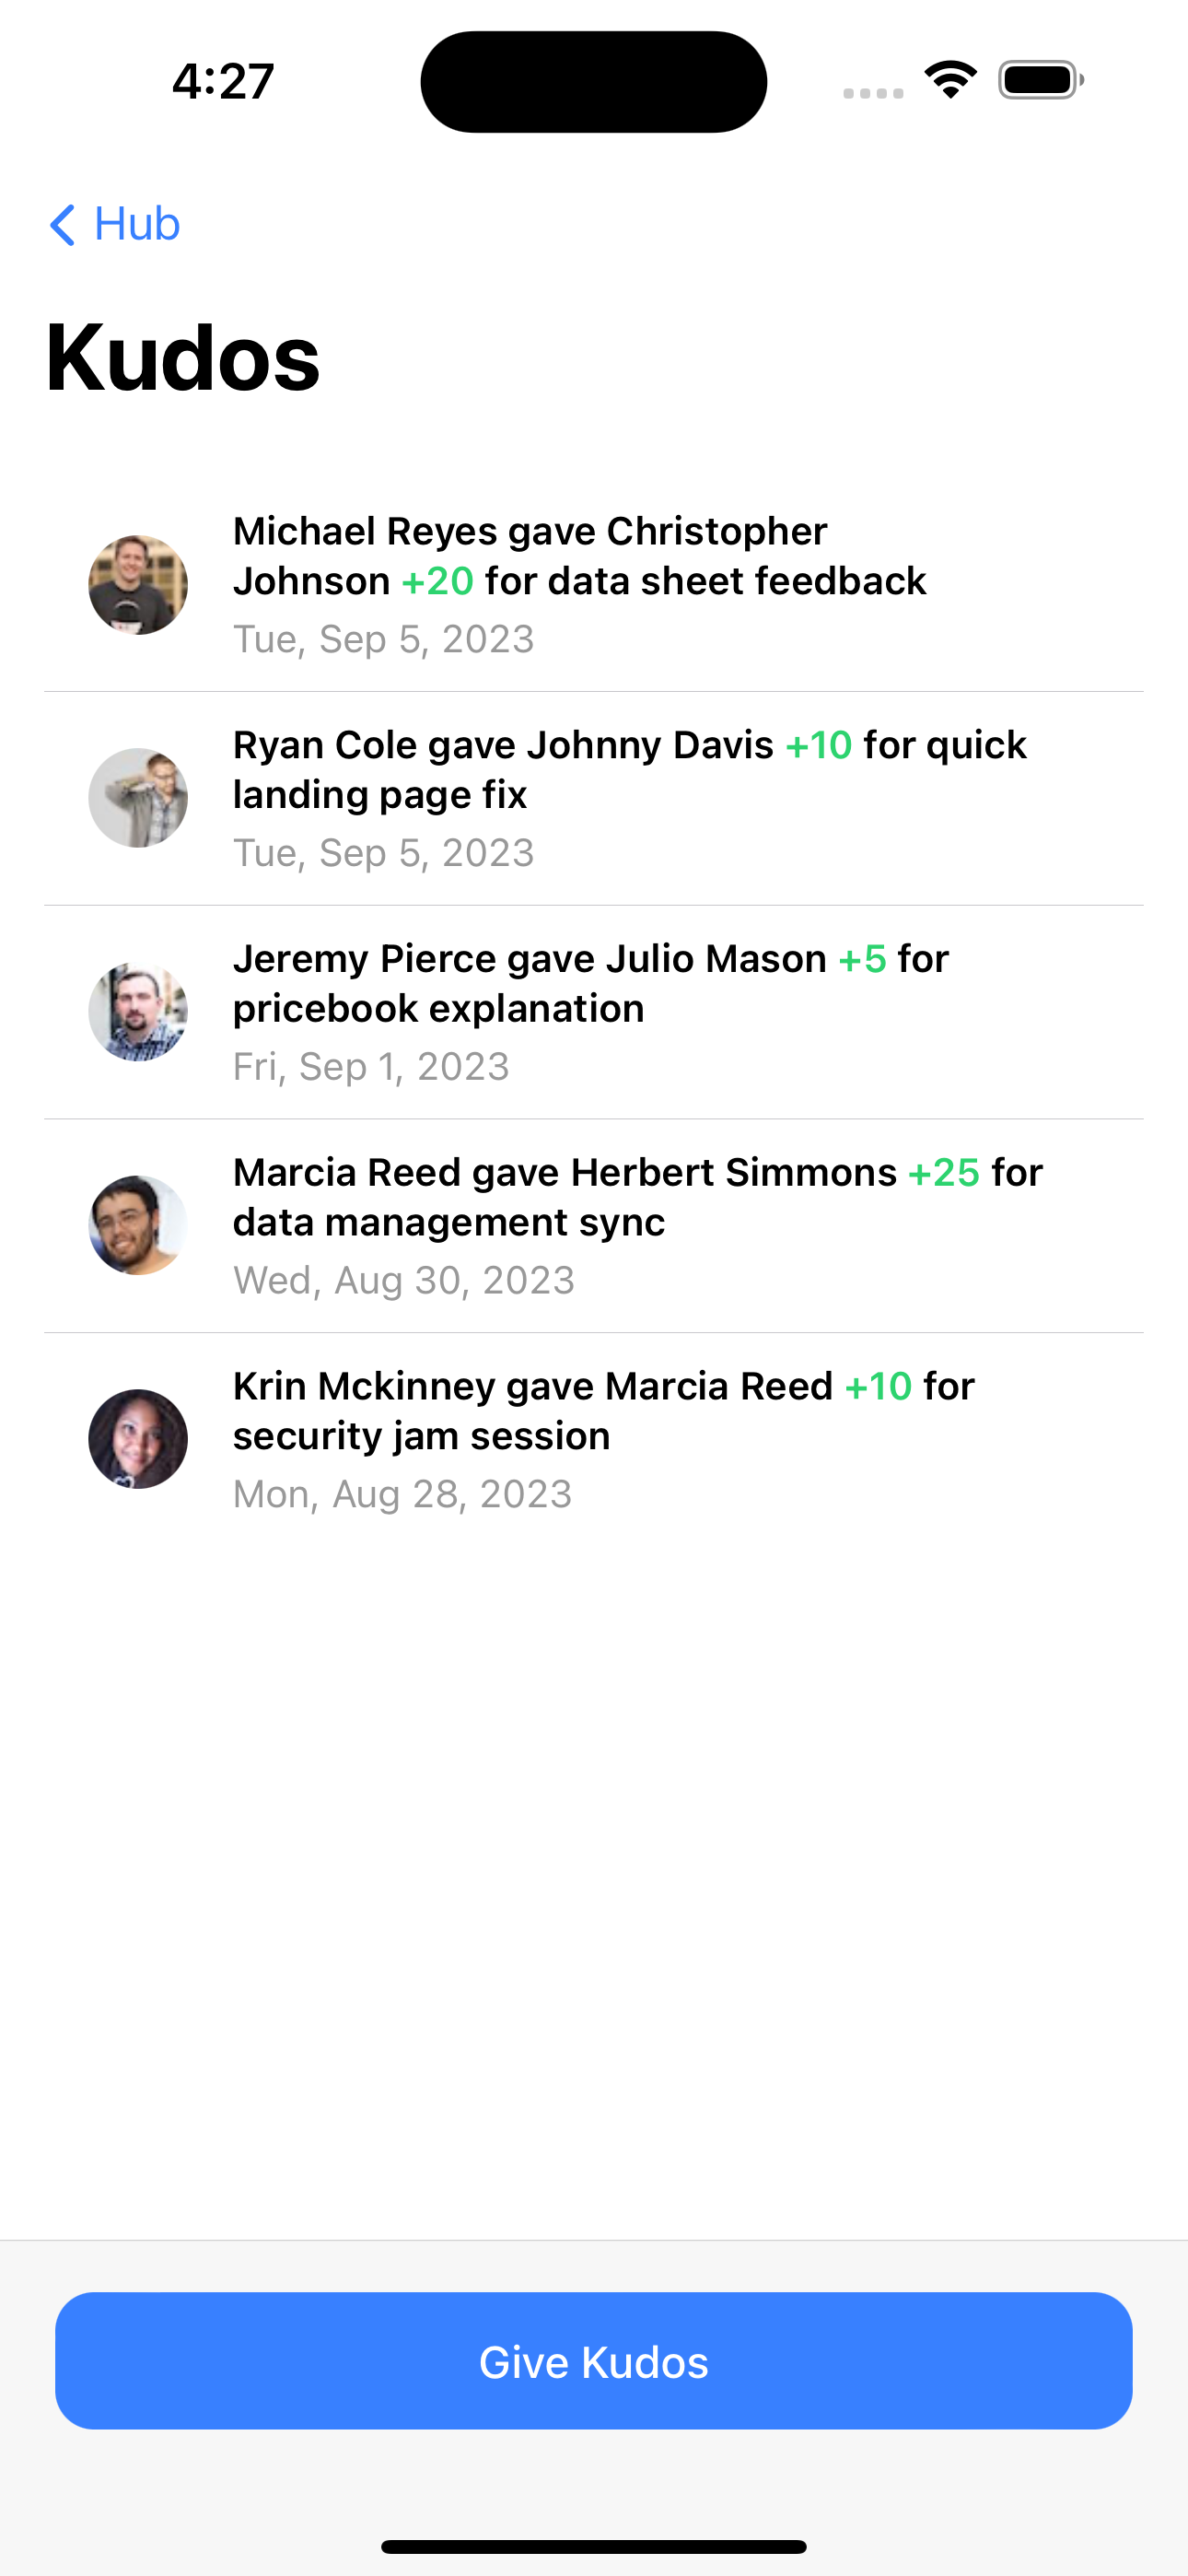 4:27
Hub
Kudos
Michael Reyes gave Christopher
Johnson +20 for data sheet feedback
Tue, Sep 5, 2023
Ryan Cole gave Johnny Davis +10 for quick
landing page fix
Tue, Sep 5, 2023
Jeremy Pierce gave Julio Mason +5 for
pricebook explanation
Fri, Sep 1, 2023
Marcia Reed gave Herbert Simmons +25 for
data management sync
Wed, Aug 30, 2023
Krin Mckinney gave Marcia Reed +10 for
security jam session
Mon, Aug 28, 2023
Give Kudos